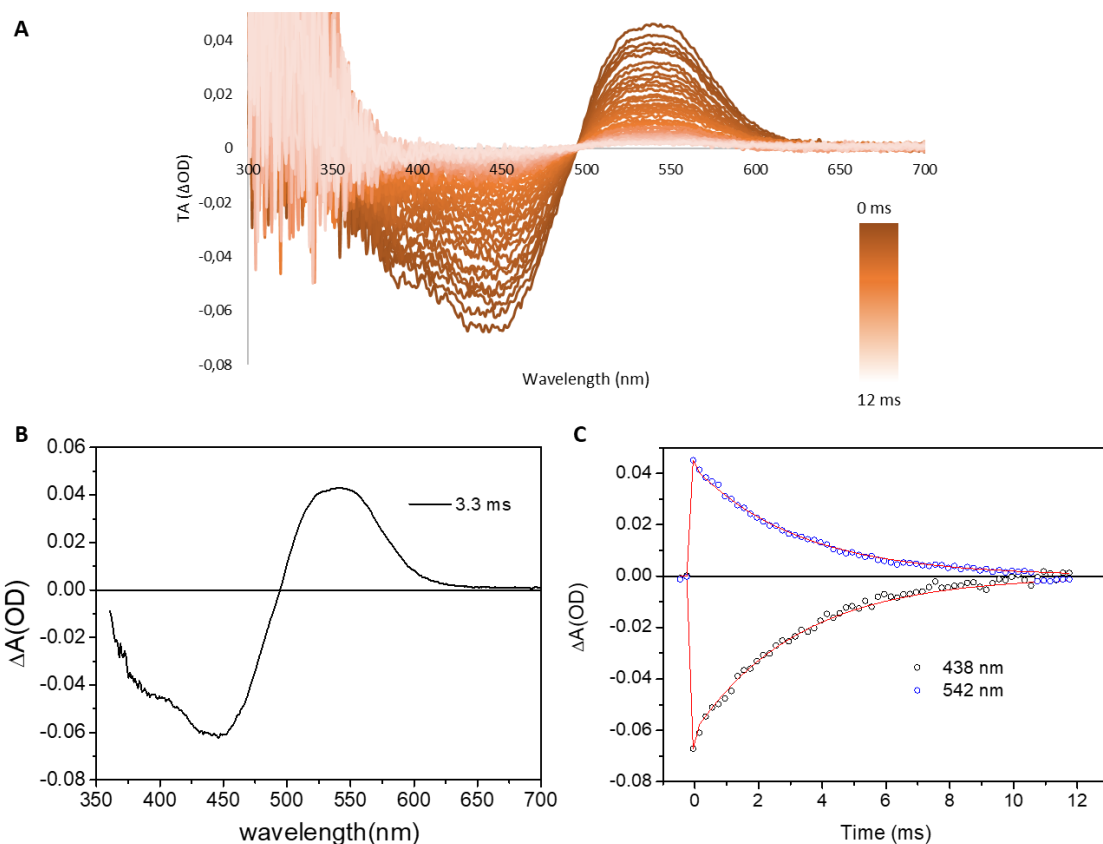 A
0,04
0,02
0
-0,02
-0,04
-0,06
-0,08
TA (ΔOD)
300 350 400 450 500 550 600 650 700
Wavelength (nm)
0 ms
12 ms
B
0.06
0.04
0.02
0.00
-0.02
-0.04
-0.06
-0.08
ΔA(OD)
3.3 ms
350 400 450 500 550 600 650 700
wavelength(nm)
C
0.04
0.02
0.00
-0.02
-0.04
-0.06
-0.08
ΔA(OD)
438 nm
542 nm
0 2 4 6 8 10 12
Time (ms)